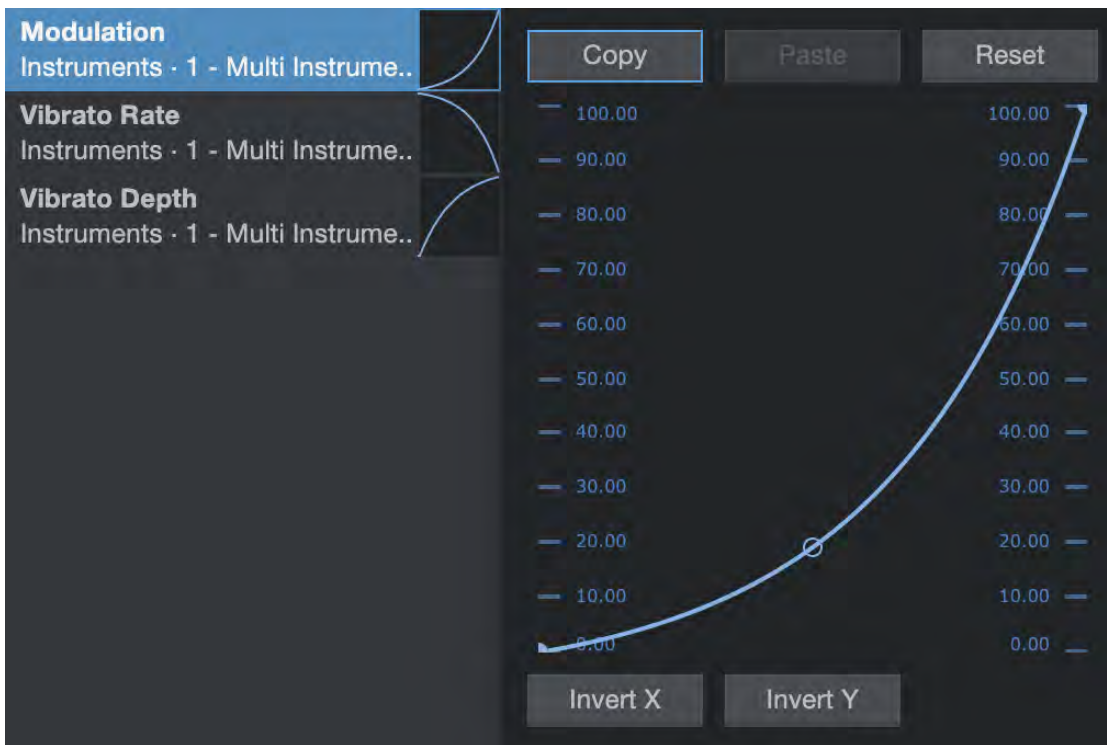 Modulation
Instruments · 1 - Multi Instrume..
Vibrato Rate
Instruments · 1 - Multi Instrume..
Vibrato Depth
Instruments · 1 - Multi Instrume..
Copy Paste Reset
100.00 100.00
90.00 90.00
80.00 80.00
70.00 70.00
60.00 60.00
50.00 50.00
40.00 40.00
30.00 30.00
20.00 20.00
10.00 10.00
0.00 0.00
Invert X Invert Y